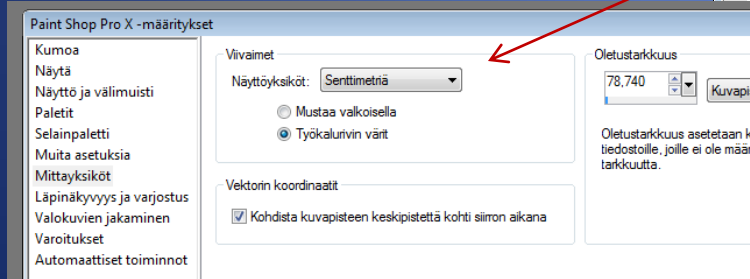 Paint Shop Pro X -määritykset
Kumoa
Näytä
Näyttö ja välimuisti
Paletit
Selainpaletti
Muita asetuksia
Mittayksiköt
Läpinäkyvyys ja varjostus
Valokuvien jakaminen
Varoitukset
Automaattiset toiminnot
Viivaimet
Näyttöyksiköt: Senttimetriä
Mustaa valkoisella
Työkalurivin värit
Vektorin koordinaatit
Kohdista kuvapisteen keskipistettä kohti siirron aikana
Oletustarkkuus
78,740 Kuvapi
Oletustarkkuus asetetaan k
tiedostoille, joille ei ole määr
tarkkuutta.